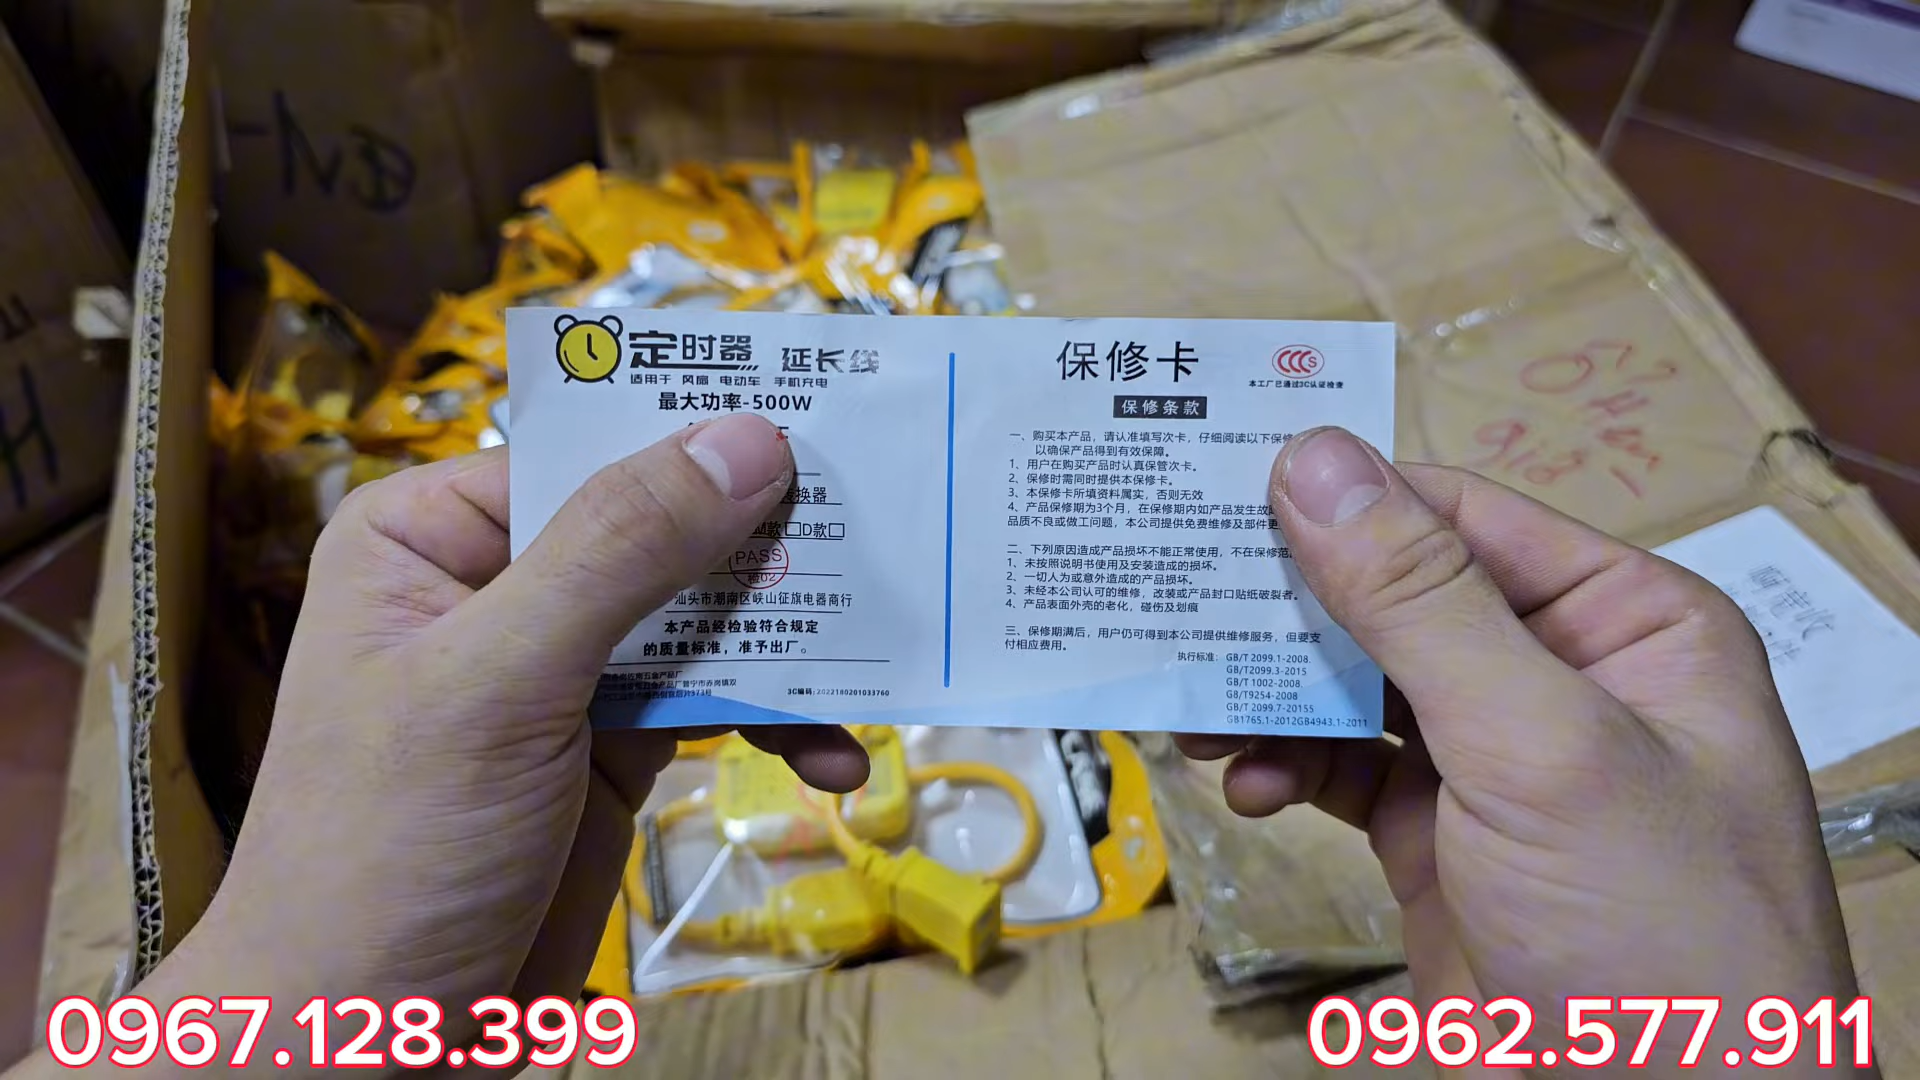 定时器 延长线
适用于 风扇 电动车 手机充电
最大功率-500W
转换器
M款□D款□
PASS
检02
汕头市潮南区峡山征旗电器商行
本产品经检验符合规定
的质量标准，准予出厂。
3C编码:2022180201033760
保修卡
CCC S
本工厂已通过3C认证检查
保修条款
一、购买本产品，请认准填写次卡，仔细阅读以下保修
以确保产品得到有效保障。
1、用户在购买产品时认真保管次卡。
2、保修时需同时提供本保修卡。
3、本保修卡所填资料属实，否则无效
4、产品保修期为3个月，在保修期内如产品发生故
品质不良或做工问题，本公司提供免费维修及部件更
二、下列原因造成产品损坏不能正常使用，不在保修范
1、未按照说明书使用及安装造成的损坏。
2、一切人为或意外造成的产品损坏。
3、未经本公司认可的维修，改装或产品封口贴纸破裂者。
4、产品表面外壳的老化，碰伤及划痕
三、保修期满后，用户仍可得到本公司提供维修服务，但要支
付相应费用。
执行标准： GB/T 2099.1-2008.
GB/T2099.3-2015
GB/T 1002-2008.
G8/T9254-2008
GB/T 2099.7-20155
GB1765.1-2012GB4943.1-2011
0967.128.399
0962.577.911